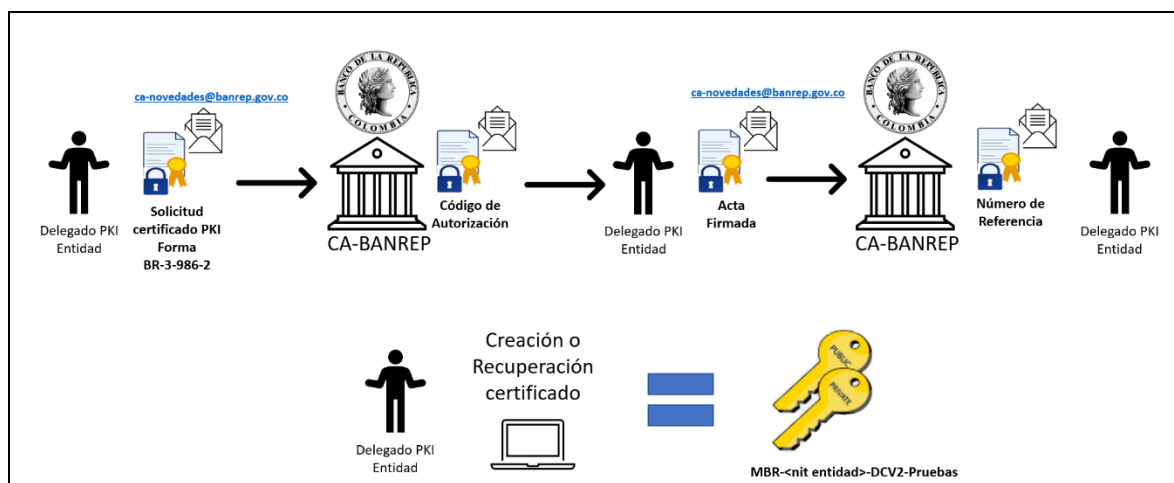 ca-novedades@banrep.gov.co
BANCO DE LA REPÚBLICA
COLOMBIA
Delegado PKI
Entidad
Solicitud
certificado PKI
Forma
BR-3-986-2
CA-BANREP
Código de
Autorización
Delegado PKI
Entidad
ca-novedades@banrep.gov.co
Acta
Firmada
BANCO DE LA REPÚBLICA
COLOMBIA
CA-BANREP
Número de
Referencia
Delegado PKI
Entidad
Delegado PKI
Entidad
Creación o
Recuperación
certificado
PUBLIC
PRIVATE
MBR-<nit entidad>-DCV2-Pruebas